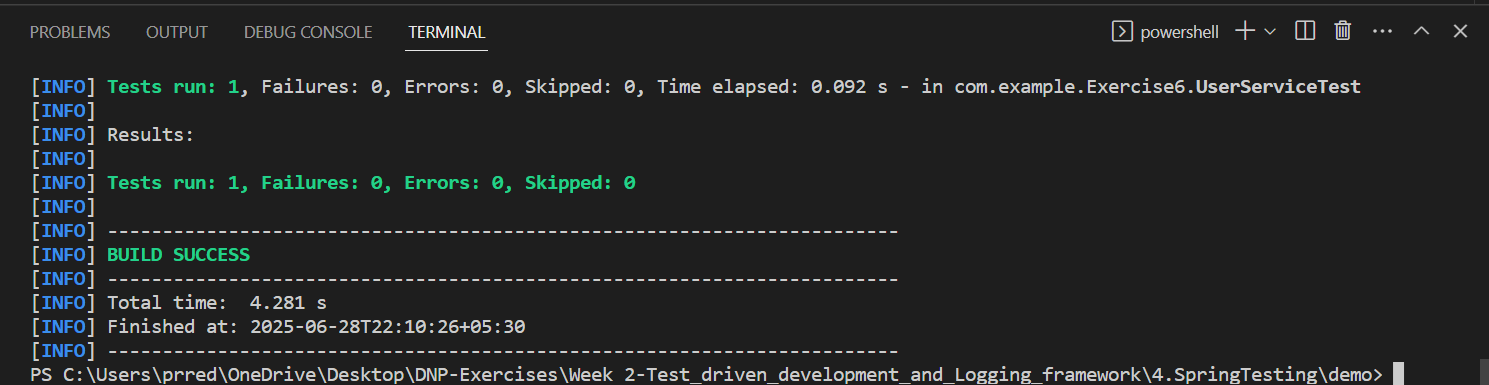 PROBLEMS OUTPUT DEBUG CONSOLE TERMINAL powershell
[INFO] Tests run: 1, Failures: 0, Errors: 0, Skipped: 0, Time elapsed: 0.092 s - in com.example.Exercise6.UserServiceTest
[INFO]
[INFO] Results:
[INFO]
[INFO] Tests run: 1, Failures: 0, Errors: 0, Skipped: 0
[INFO]
[INFO] ------------------------------------------------------------------------
[INFO] BUILD SUCCESS
[INFO] ------------------------------------------------------------------------
[INFO] Total time:  4.281 s
[INFO] Finished at: 2025-06-28T22:10:26+05:30
[INFO] ------------------------------------------------------------------------
PS C:\Users\prred\OneDrive\Desktop\DNP-Exercises\Week 2-Test_driven_development_and_Logging_framework\4.SpringTesting\demo>